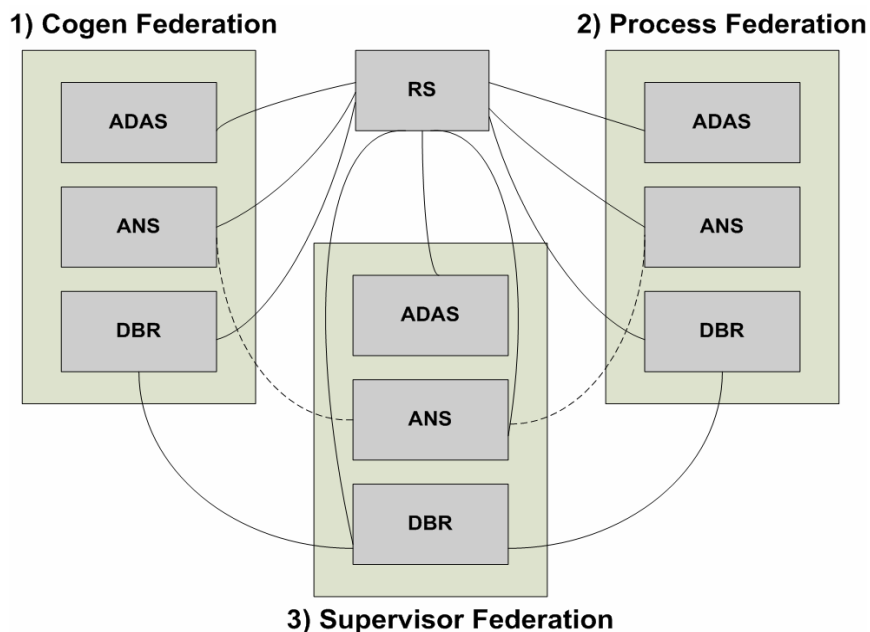 1) Cogen Federation
2) Process Federation
RS
ADAS
ANS
DBR
ADAS
ANS
DBR
ADAS
ANS
DBR
3) Supervisor Federation